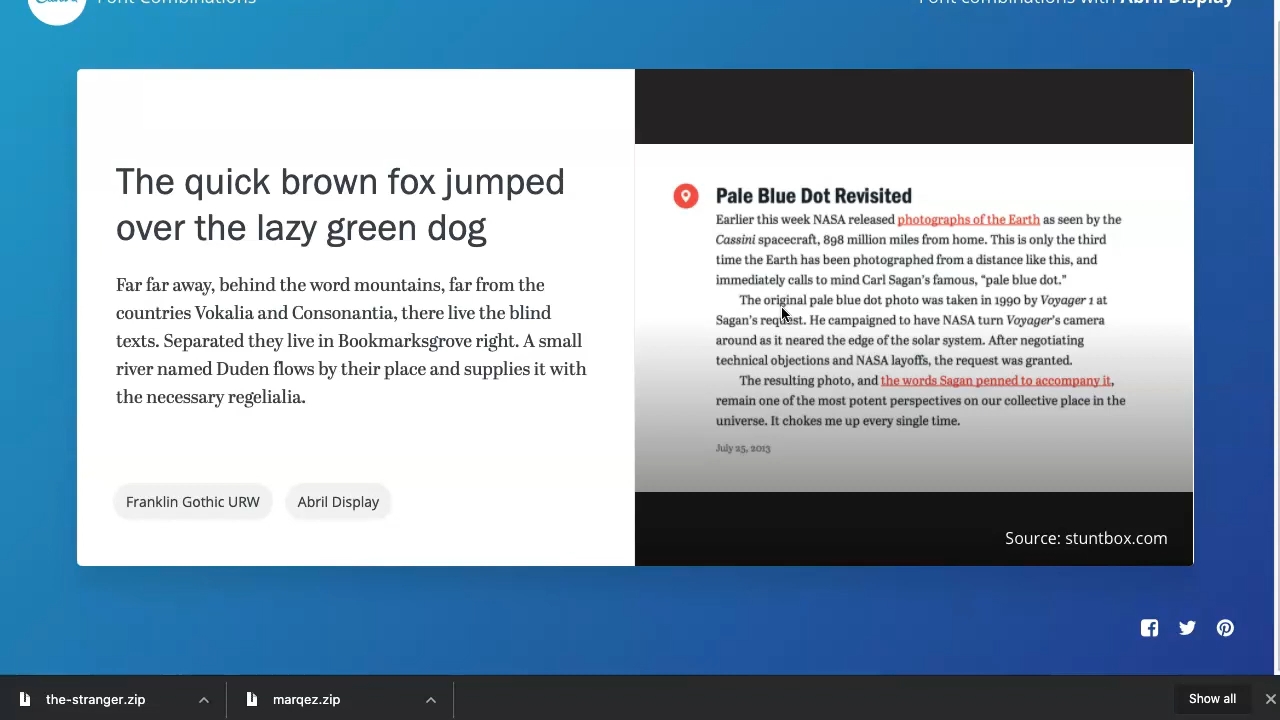 Font Combinations
Font combinations with Abril Display
The quick brown fox jumped
over the lazy green dog
Far far away, behind the word mountains, far from the
countries Vokalia and Consonantia, there live the blind
texts. Separated they live in Bookmarksgrove right. A small
river named Duden flows by their place and supplies it with
the necessary regelialia.
Franklin Gothic URW
Abril Display
Pale Blue Dot Revisited
Earlier this week NASA released photographs of the Earth as seen by the
Cassini spacecraft, 898 million miles from home. This is only the third
time the Earth has been photographed from a distance like this, and
immediately calls to mind Carl Sagan's famous, “pale blue dot.”
The original pale blue dot photo was taken in 1990 by Voyager 1 at
Sagan's request. He campaigned to have NASA turn Voyager's camera
around as it neared the edge of the solar system. After negotiating
technical objections and NASA layoffs, the request was granted.
The resulting photo, and the words Sagan penned to accompany it,
remain one of the most potent perspectives on our collective place in the
universe. It chokes me up every single time.
July 25, 2013
Source: stuntbox.com
the-stranger.zip
marqez.zip
Show all